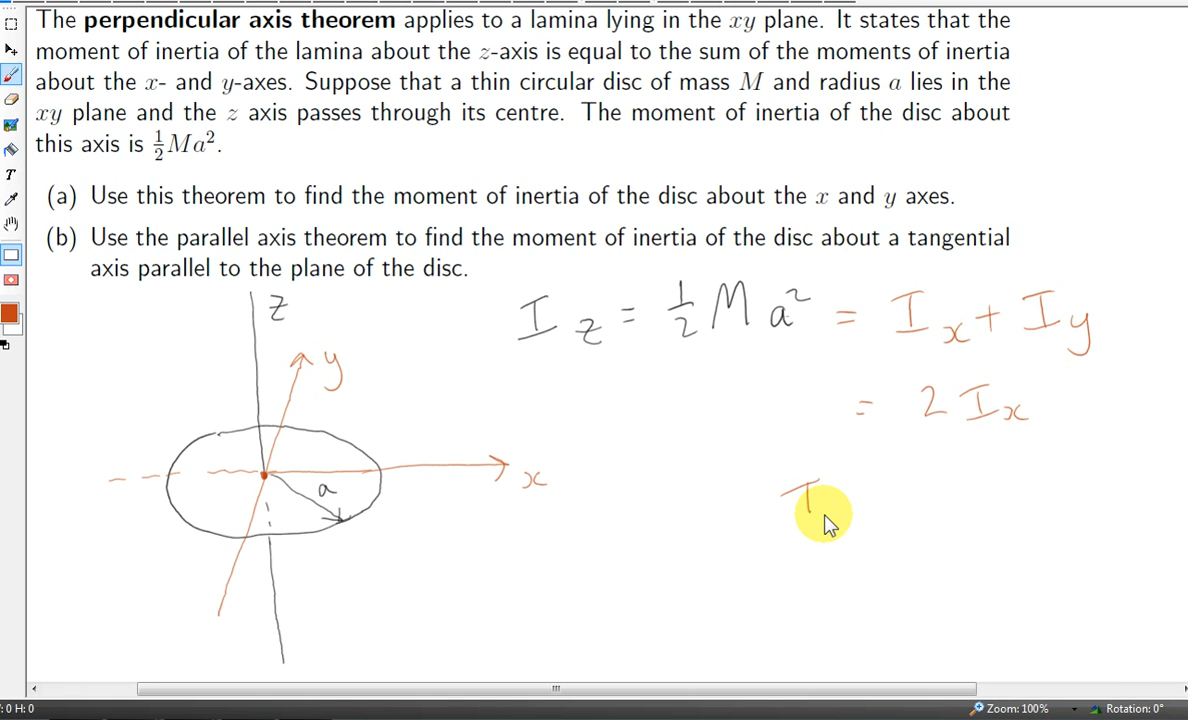 The perpendicular axis theorem applies to a lamina lying in the xy plane. It states that the
moment of inertia of the lamina about the z-axis is equal to the sum of the moments of inertia
about the x- and y-axes. Suppose that a thin circular disc of mass M and radius a lies in the
xy plane and the z axis passes through its centre. The moment of inertia of the disc about
this axis is ½Ma².
(a) Use this theorem to find the moment of inertia of the disc about the x and y axes.
(b) Use the parallel axis theorem to find the moment of inertia of the disc about a tangential
axis parallel to the plane of the disc.
z
I_z = ½ M a² = I_x + I_y
y
= 2 I_x
x
a
T
: 0 H: 0
Zoom: 100%
Rotation: 0°